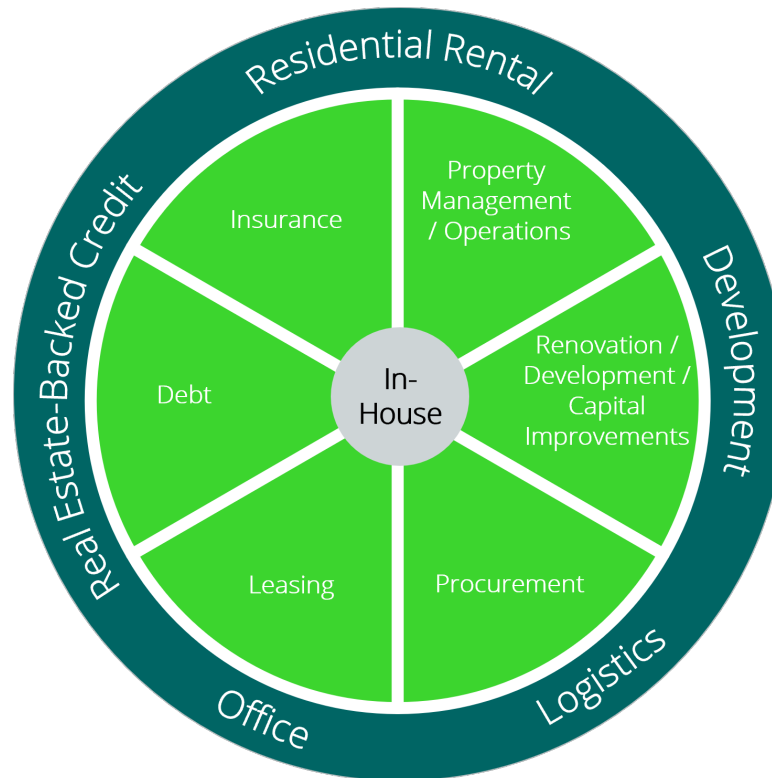 Residential Rental
Development
Logistics
Office
Real Estate-Backed Credit
Property
Management
/ Operations
Renovation /
Development /
Capital
Improvements
Procurement
Leasing
Debt
Insurance
In-
House